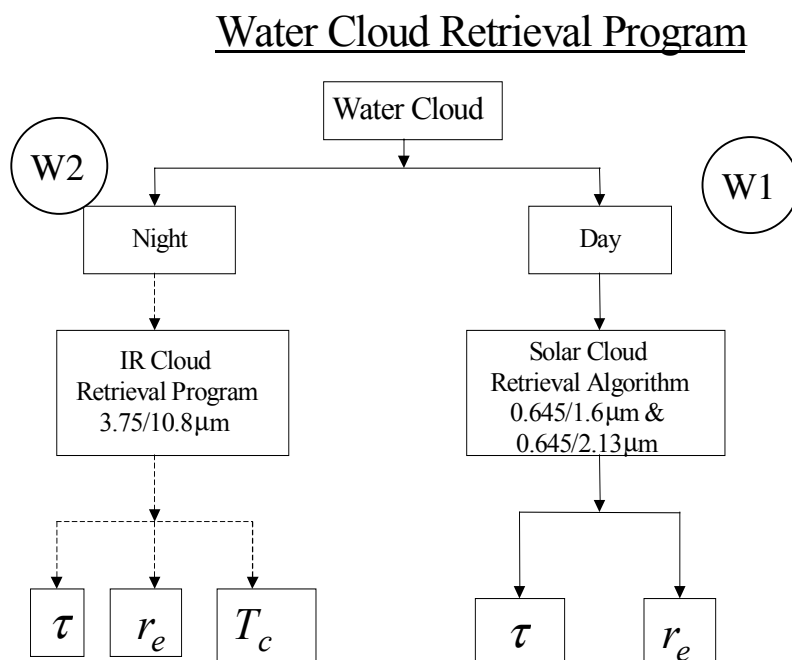 Water Cloud Retrieval Program
Water Cloud
W2
W1
Night
Day
IR Cloud
Retrieval Program
3.75/10.8μm
Solar Cloud
Retrieval Algorithm
0.645/1.6μm &
0.645/2.13μm
τ
r_e
T_c
τ
r_e